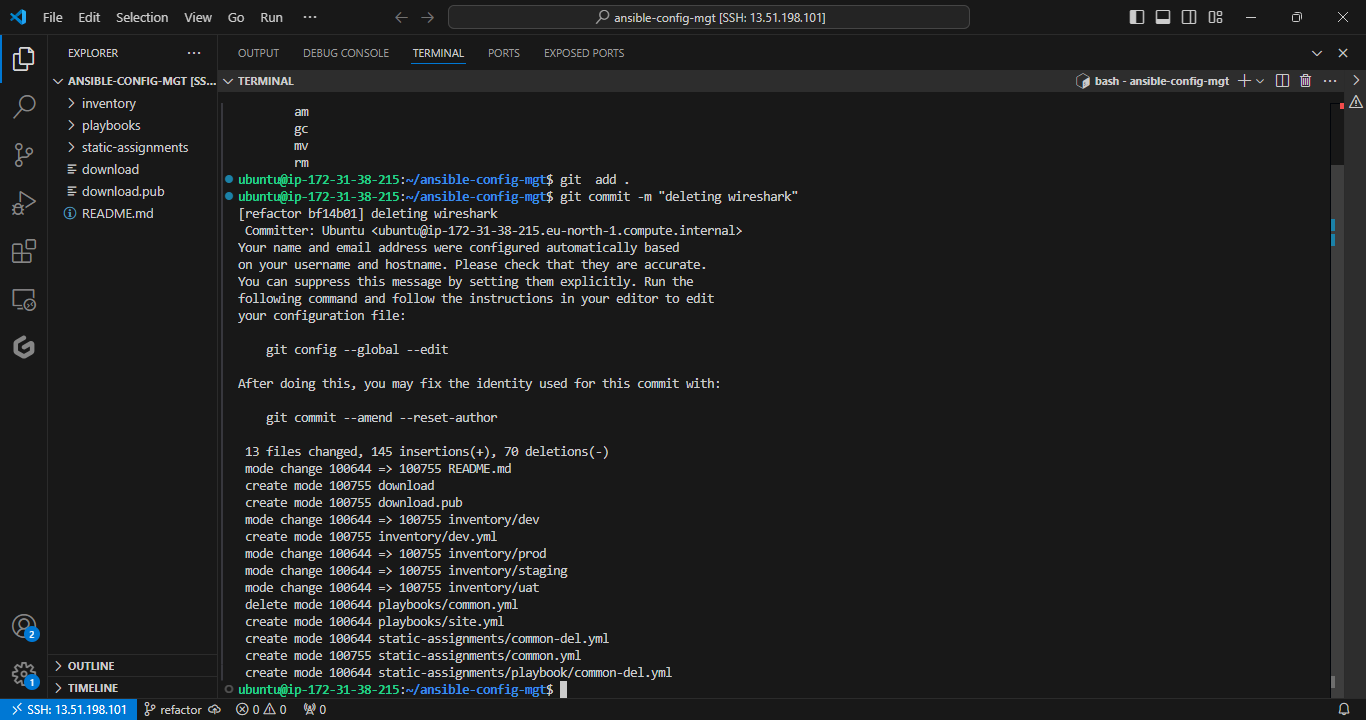 File Edit Selection View Go Run ··· ansible-config-mgt [SSH: 13.51.198.101]
EXPLORER ···
OUTPUT DEBUG CONSOLE TERMINAL PORTS EXPOSED PORTS
ANSIBLE-CONFIG-MGT [SS...
inventory
playbooks
static-assignments
download
download.pub
README.md
OUTLINE
TIMELINE
2
1
TERMINAL
bash - ansible-config-mgt
am
gc
mv
rm
ubuntu@ip-172-31-38-215:~/ansible-config-mgt$ git  add .
ubuntu@ip-172-31-38-215:~/ansible-config-mgt$ git commit -m "deleting wireshark"
[refactor bf14b01] deleting wireshark
Committer: Ubuntu <ubuntu@ip-172-31-38-215.eu-north-1.compute.internal>
Your name and email address were configured automatically based
on your username and hostname. Please check that they are accurate.
You can suppress this message by setting them explicitly. Run the
following command and follow the instructions in your editor to edit
your configuration file:
git config --global --edit
After doing this, you may fix the identity used for this commit with:
git commit --amend --reset-author
13 files changed, 145 insertions(+), 70 deletions(-)
mode change 100644 => 100755 README.md
create mode 100755 download
create mode 100755 download.pub
mode change 100644 => 100755 inventory/dev
create mode 100755 inventory/dev.yml
mode change 100644 => 100755 inventory/prod
mode change 100644 => 100755 inventory/staging
mode change 100644 => 100755 inventory/uat
delete mode 100644 playbooks/common.yml
create mode 100644 playbooks/site.yml
create mode 100644 static-assignments/common-del.yml
create mode 100755 static-assignments/common.yml
create mode 100644 static-assignments/playbook/common-del.yml
ubuntu@ip-172-31-38-215:~/ansible-config-mgt$
SSH: 13.51.198.101 refactor 0 0 0